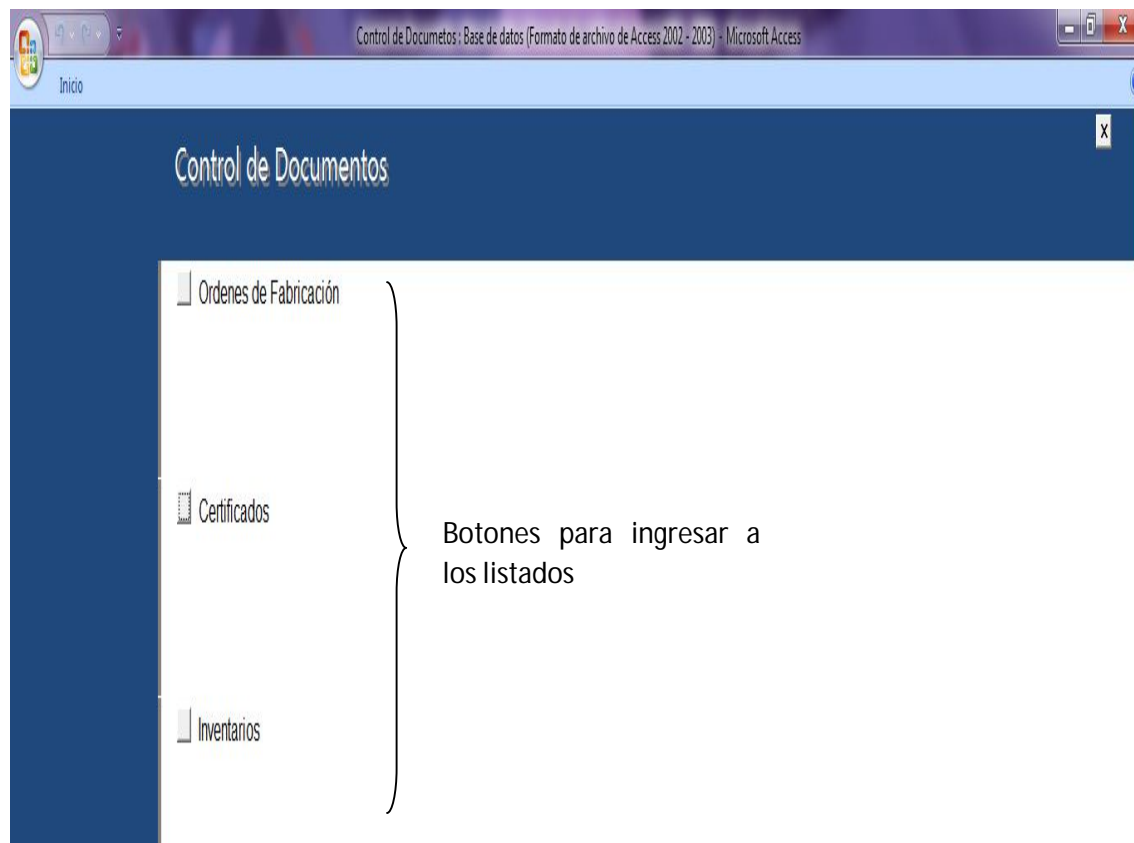 Control de Documetos : Base de datos (Formato de archivo de Access 2002 - 2003) - Microsoft Access
Inicio
X
Control de Documentos
Ordenes de Fabricación
Certificados
Botones para ingresar a
los listados
Inventarios